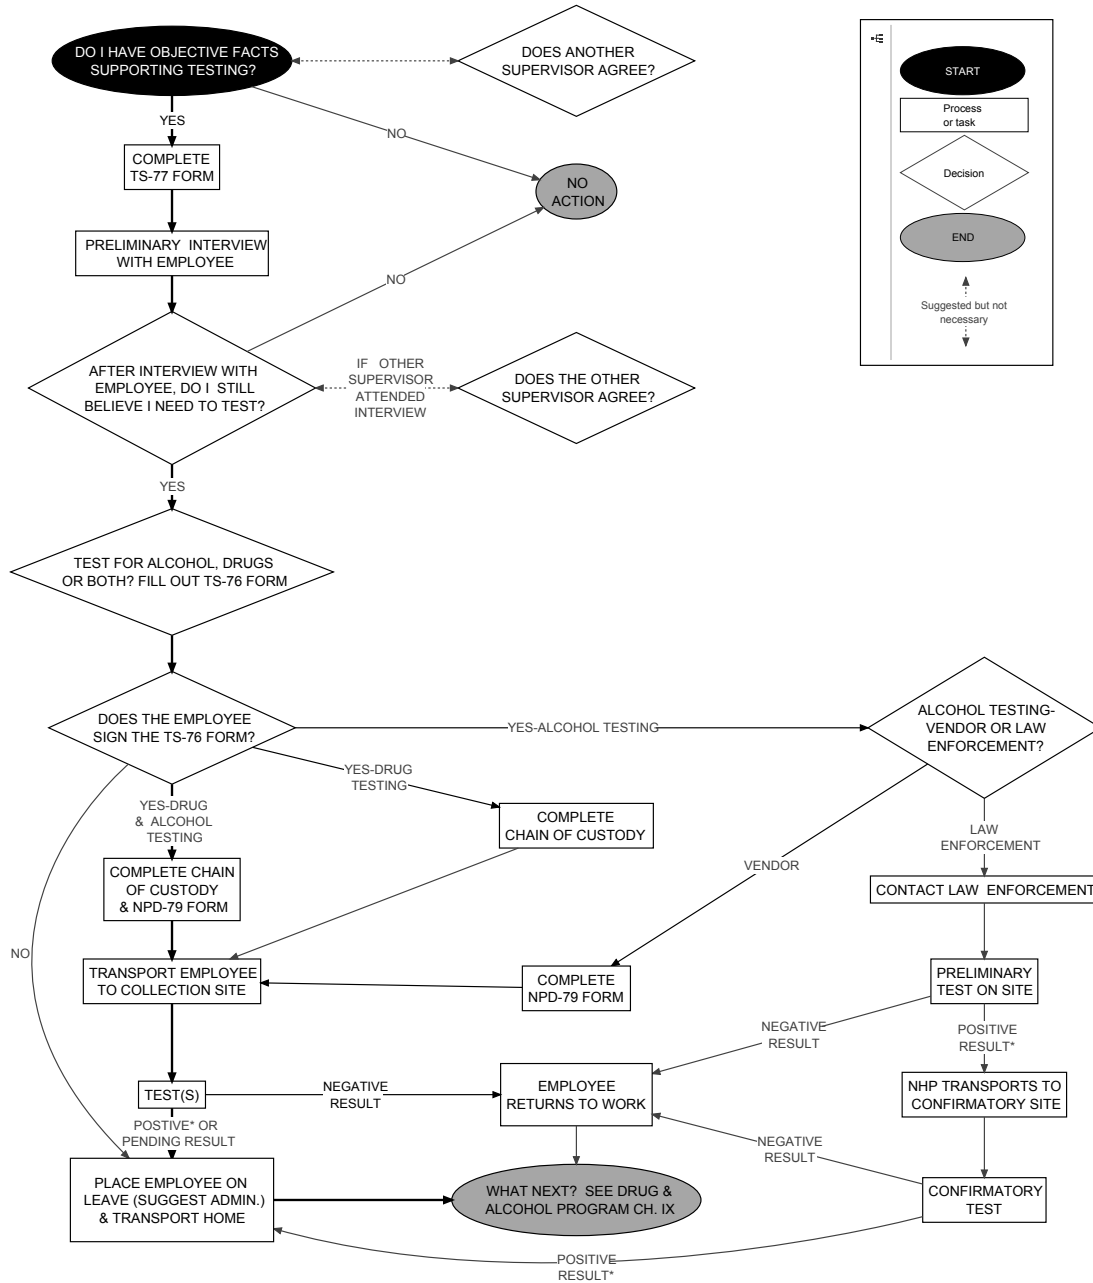 DO I HAVE OBJECTIVE FACTS
SUPPORTING TESTING?
DOES ANOTHER
SUPERVISOR AGREE?
START
Process
or task
Decision
END
Suggested but not
necessary
YES
NO
COMPLETE
TS-77 FORM
NO
ACTION
PRELIMINARY INTERVIEW
WITH EMPLOYEE
NO
AFTER INTERVIEW WITH
EMPLOYEE, DO I STILL
BELIEVE I NEED TO TEST?
IF OTHER
SUPERVISOR
ATTENDED
INTERVIEW
DOES THE OTHER
SUPERVISOR AGREE?
YES
TEST FOR ALCOHOL, DRUGS
OR BOTH? FILL OUT TS-76 FORM
DOES THE EMPLOYEE
SIGN THE TS-76 FORM?
YES-ALCOHOL TESTING
ALCOHOL TESTING-
VENDOR OR LAW
ENFORCEMENT?
YES-DRUG
TESTING
YES-DRUG
& ALCOHOL
TESTING
COMPLETE
CHAIN OF CUSTODY
LAW
ENFORCEMENT
VENDOR
COMPLETE CHAIN
OF CUSTODY
& NPD-79 FORM
CONTACT LAW ENFORCEMENT
NO
TRANSPORT EMPLOYEE
TO COLLECTION SITE
COMPLETE
NPD-79 FORM
PRELIMINARY
TEST ON SITE
NEGATIVE
RESULT
POSITIVE
RESULT*
TEST(S)
NEGATIVE
RESULT
EMPLOYEE
RETURNS TO WORK
NHP TRANSPORTS TO
CONFIRMATORY SITE
POSTIVE* OR
PENDING RESULT
NEGATIVE
RESULT
PLACE EMPLOYEE ON
LEAVE (SUGGEST ADMIN.)
& TRANSPORT HOME
WHAT NEXT? SEE DRUG &
ALCOHOL PROGRAM CH. IX
CONFIRMATORY
TEST
POSITIVE
RESULT*